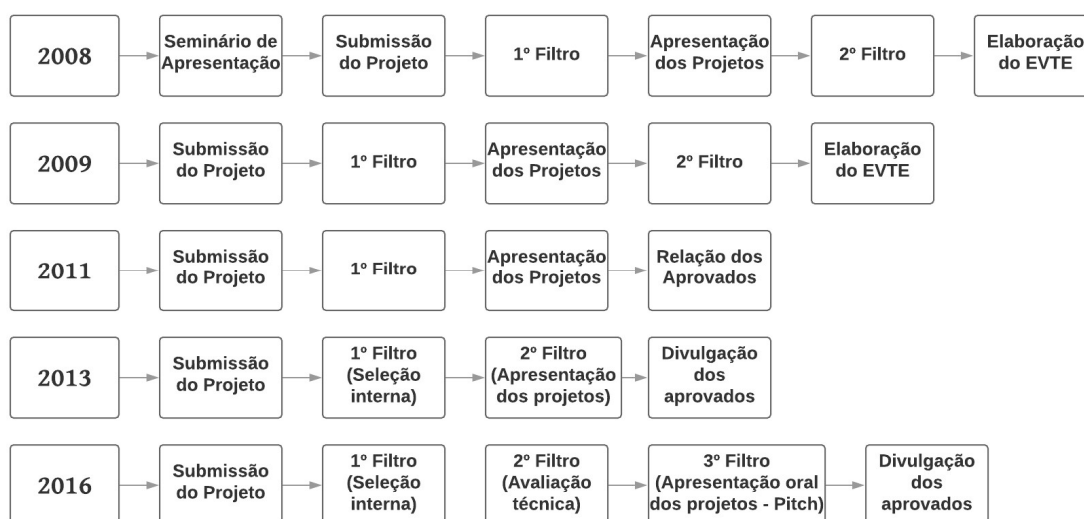 2008
Seminário de
Apresentação
Submissão
do Projeto
1º Filtro
Apresentação
dos Projetos
2º Filtro
Elaboração
do EVTE
2009
Submissão
do Projeto
1º Filtro
Apresentação
dos Projetos
2º Filtro
Elaboração
do EVTE
2011
Submissão
do Projeto
1º Filtro
Apresentação
dos Projetos
Relação dos
Aprovados
2013
Submissão
do Projeto
1º Filtro
(Seleção
interna)
2º Filtro
(Apresentação
dos projetos)
Divulgação
dos
aprovados
2016
Submissão
do Projeto
1º Filtro
(Seleção
interna)
2º Filtro
(Avaliação
técnica)
3º Filtro
(Apresentação oral
dos projetos - Pitch)
Divulgação
dos
aprovados